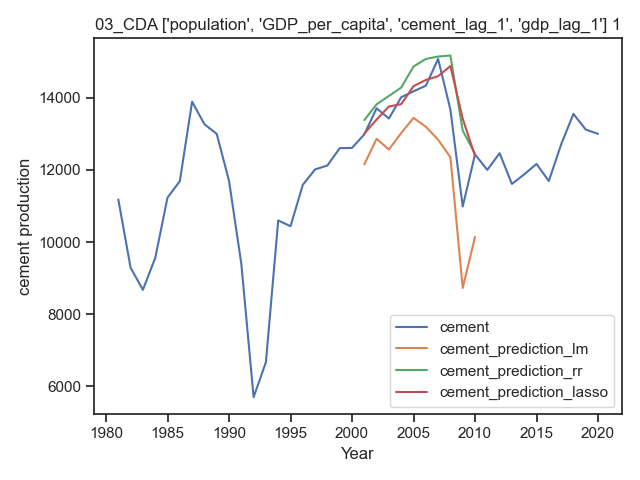 03_CDA ['population', 'GDP_per_capita', 'cement_lag_1', 'gdp_lag_1'] 1
14000
12000
10000
8000
6000
cement production
cement
cement_prediction_lm
cement_prediction_rr
cement_prediction_lasso
1980 1985 1990 1995 2000 2005 2010 2015 2020
Year